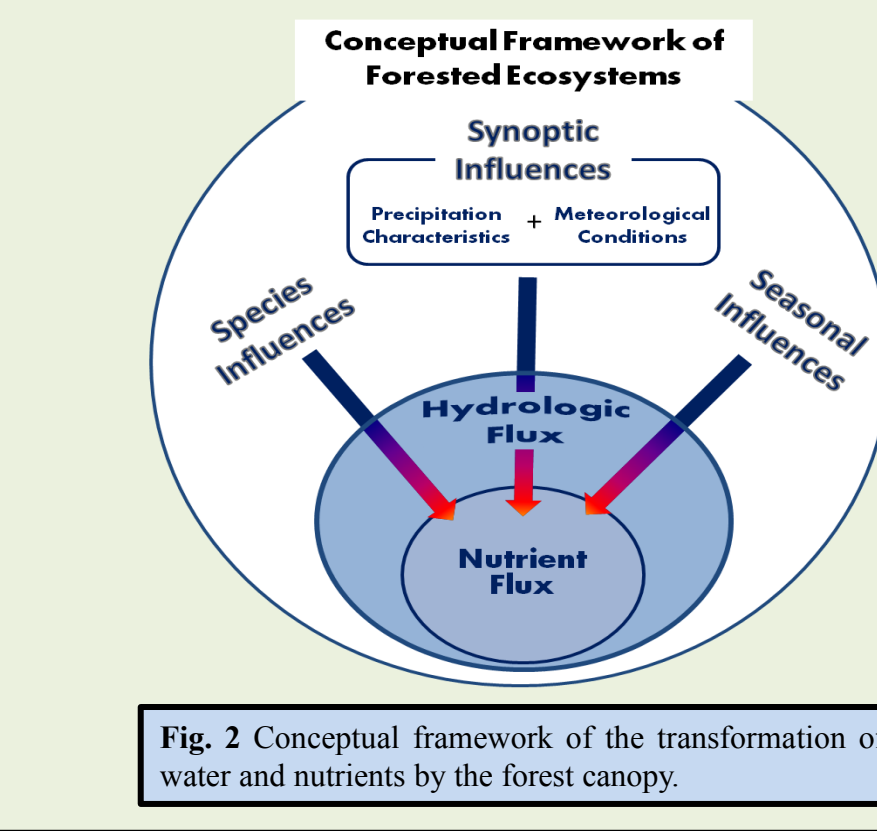 Conceptual Framework of
Forested Ecosystems
Synoptic
Influences
Precipitation
Characteristics
+
Meteorological
Conditions
Species
Influences
Seasonal
Influences
Hydrologic
Flux
Nutrient
Flux
Fig. 2 Conceptual framework of the transformation of
water and nutrients by the forest canopy.